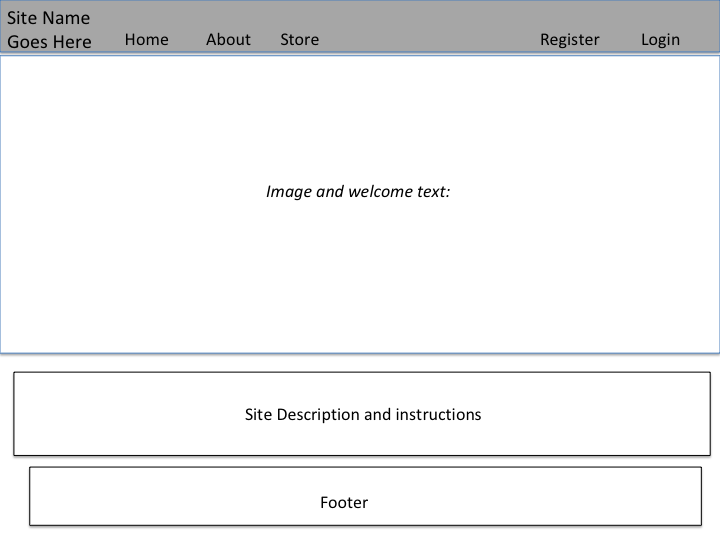 Site Name
Goes Here
Home About Store Register Login
Image and welcome text:
Site Description and instructions
Footer